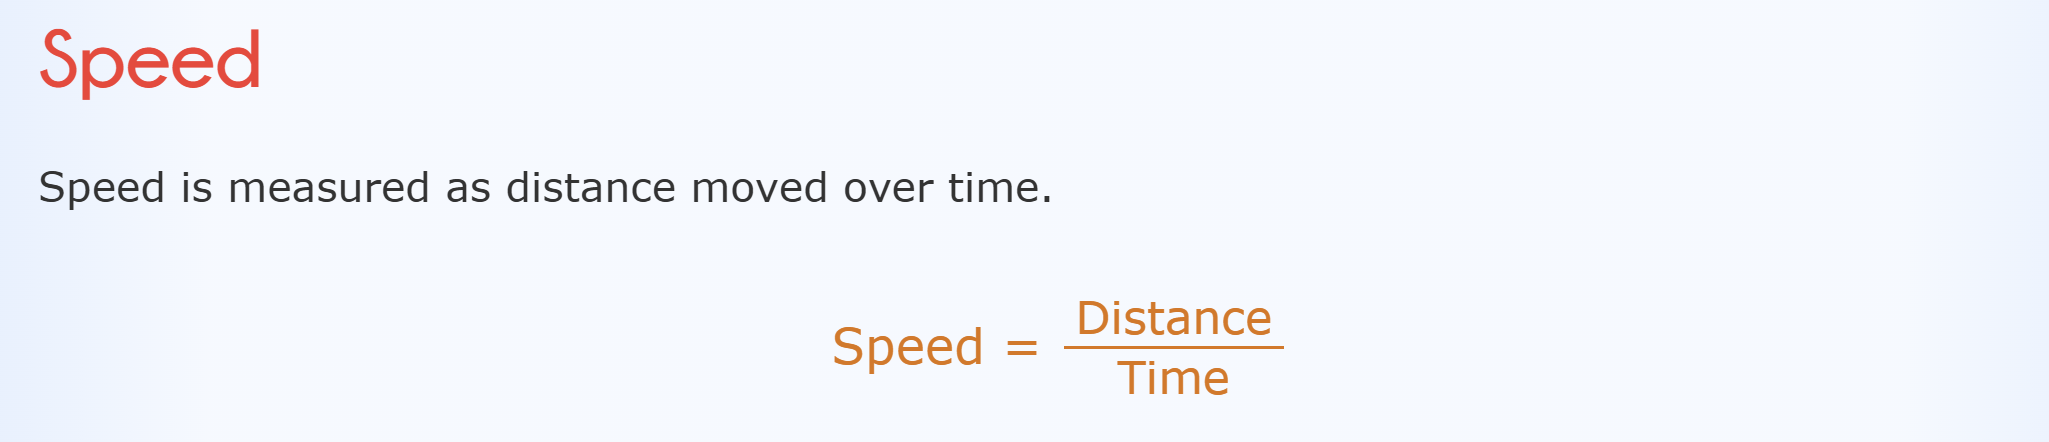 Speed
Speed is measured as distance moved over time.
Speed = Distance
Time